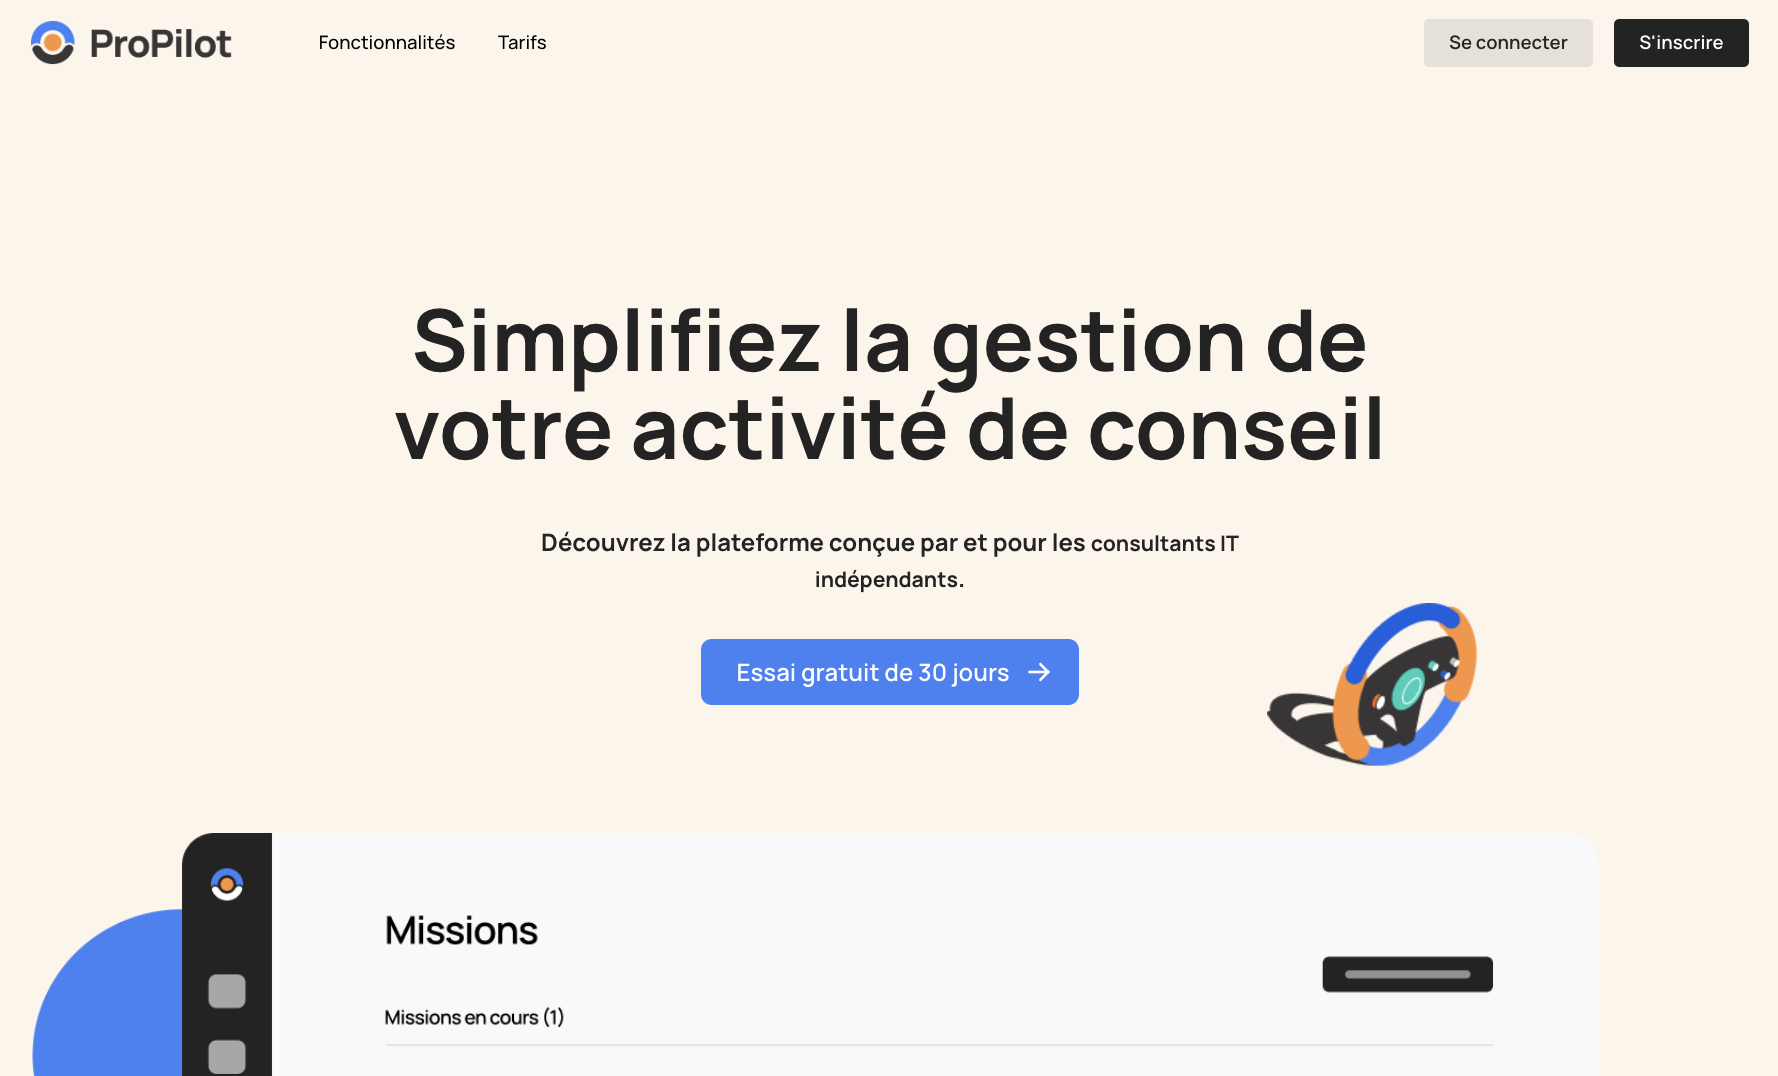 ProPilot
Fonctionnalités
Tarifs
Se connecter
S'inscrire
Simplifiez la gestion de
votre activité de conseil
Découvrez la plateforme conçue par et pour les consultants IT
indépendants.
Essai gratuit de 30 jours
Missions
Missions en cours (1)